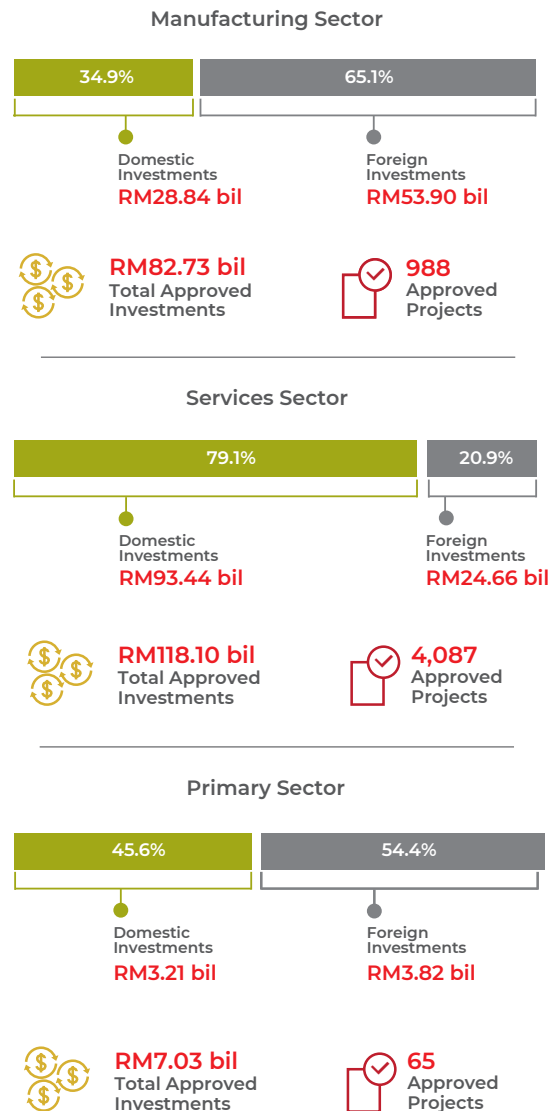 Manufacturing Sector
34.9%
65.1%
Domestic
Investments
RM28.84 bil
Foreign
Investments
RM53.90 bil
RM82.73 bil
Total Approved
Investments
988
Approved
Projects
Services Sector
79.1%
20.9%
Domestic
Investments
RM93.44 bil
Foreign
Investments
RM24.66 bil
RM118.10 bil
Total Approved
Investments
4,087
Approved
Projects
Primary Sector
45.6%
54.4%
Domestic
Investments
RM3.21 bil
Foreign
Investments
RM3.82 bil
RM7.03 bil
Total Approved
Investments
65
Approved
Projects